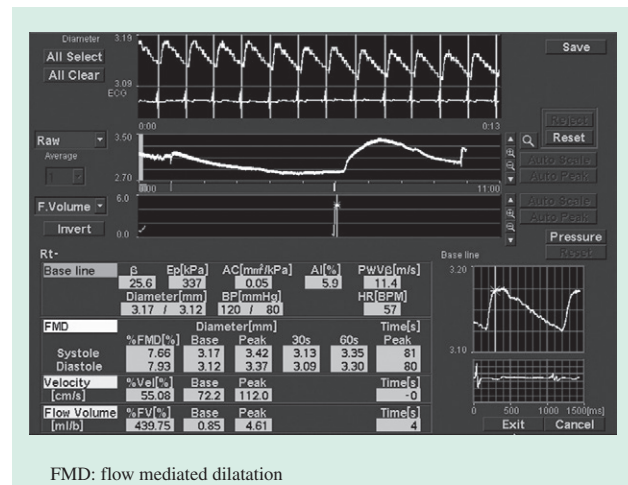 Diameter 3.19 Save
All Select
All Clear 3.09
ECG
0:00 0:13 Reject
Raw 3.50 Reset
Average Auto Scale
1 2.70 Auto Peak
0:00 11:00
F.Volume 6.0 Auto Scale
Auto Peak
Invert 0.0 Pressure
Rt- Base line Reset
Base line β Ep[kPa] AC[mm²/kPa] AI[%] PWVβ[m/s] 3.20
25.6 337 0.05 5.9 11.4
Diameter[mm] BP[mmHg] HR[BPM]
3.17 / 3.12 120 / 80 57
FMD Diameter[mm] Time[s]
%FMD[%] Base Peak 30s 60s Peak 3.10
Systole 7.66 3.17 3.42 3.13 3.35 81
Diastole 7.93 3.12 3.37 3.09 3.30 80
Velocity %Vel[%] Base Peak Time[s]
[cm/s] 55.08 72.2 112.0 -0
Flow Volume %FV[%] Base Peak Time[s] 0 500 1000 1500[ms]
[ml/b] 439.75 0.85 4.61 4 Exit Cancel
FMD: flow mediated dilatation